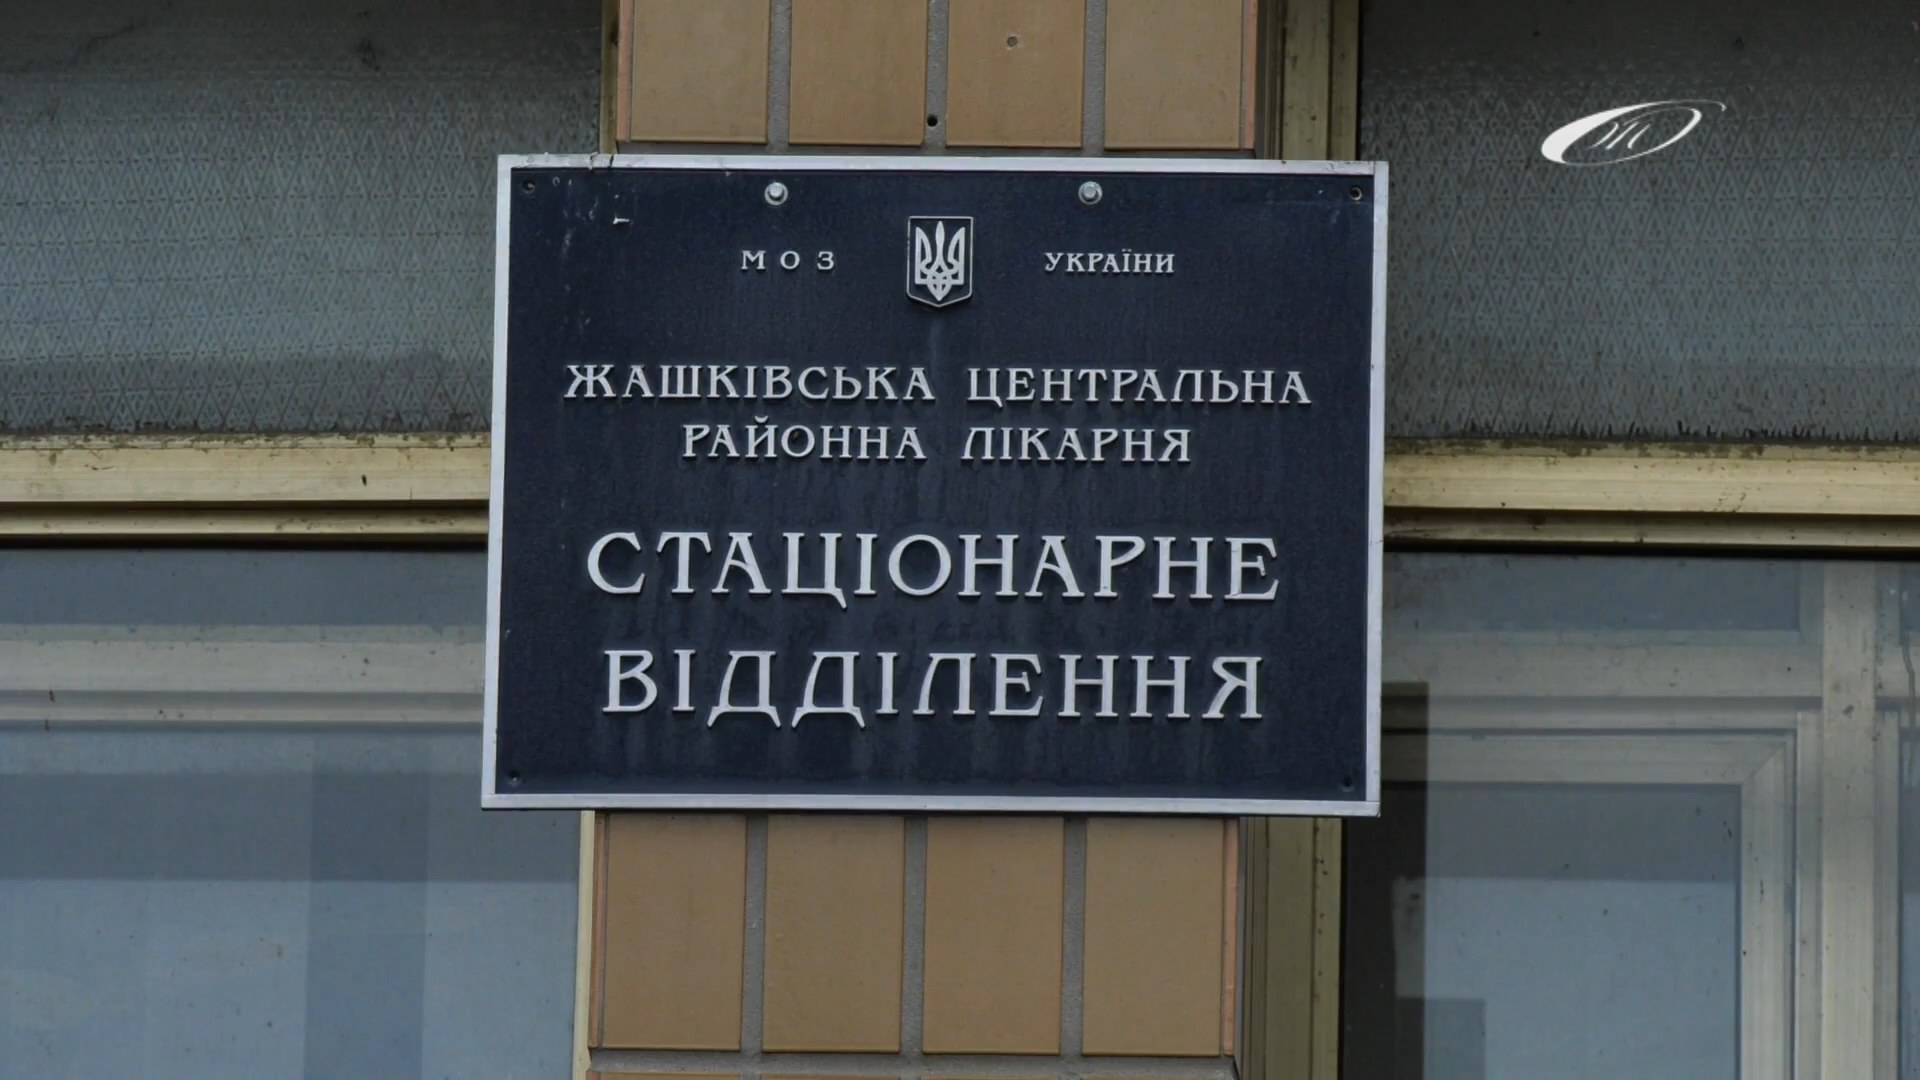 МОЗ УКРАЇНИ
ЖАШКІВСЬКА ЦЕНТРАЛЬНА
РАЙОННА ЛІКАРНЯ
СТАЦІОНАРНЕ
ВІДДІЛЕННЯ